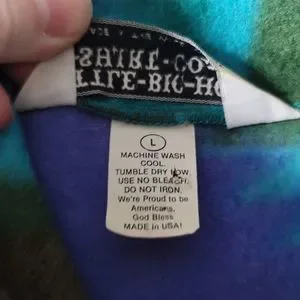 -SHIRT-CO
TTLE-BIG-H
L
MACHINE WASH
COOL.
TUMBLE DRY LOW.
USE NO BLEACH.
DO NOT IRON.
We're Proud to be
Americans.
God Bless
MADE in USA!